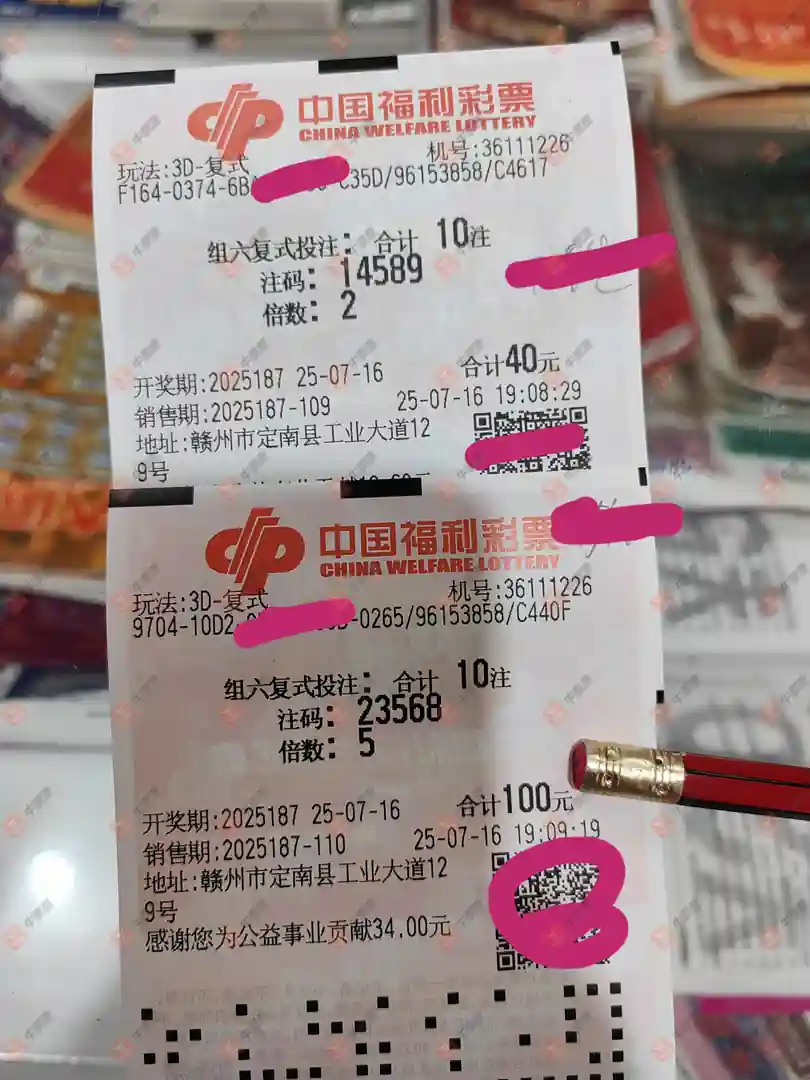 中国福利彩票
CHINA WELFARE LOTTERY
玩法:3D-复式 机号:36111226
F164-0374-6B C35D/96153858/C4617
组六复式投注: 合计 10注
注码: 14589
倍数: 2
合计40元
开奖期:2025187 25-07-16
销售期:2025187-109 25-07-16 19:08:29
地址:赣州市定南县工业大道12
9号
中国福利彩票
CHINA WELFARE LOTTERY
玩法:3D-复式 机号:36111226
9704-10D2 -0265/96153858/C440F
组六复式投注: 合计 10注
注码: 23568
倍数: 5
合计100元
开奖期:2025187 25-07-16
销售期:2025187-110 25-07-16 19:09:19
地址:赣州市定南县工业大道12
9号
感谢您为公益事业贡献34.00元